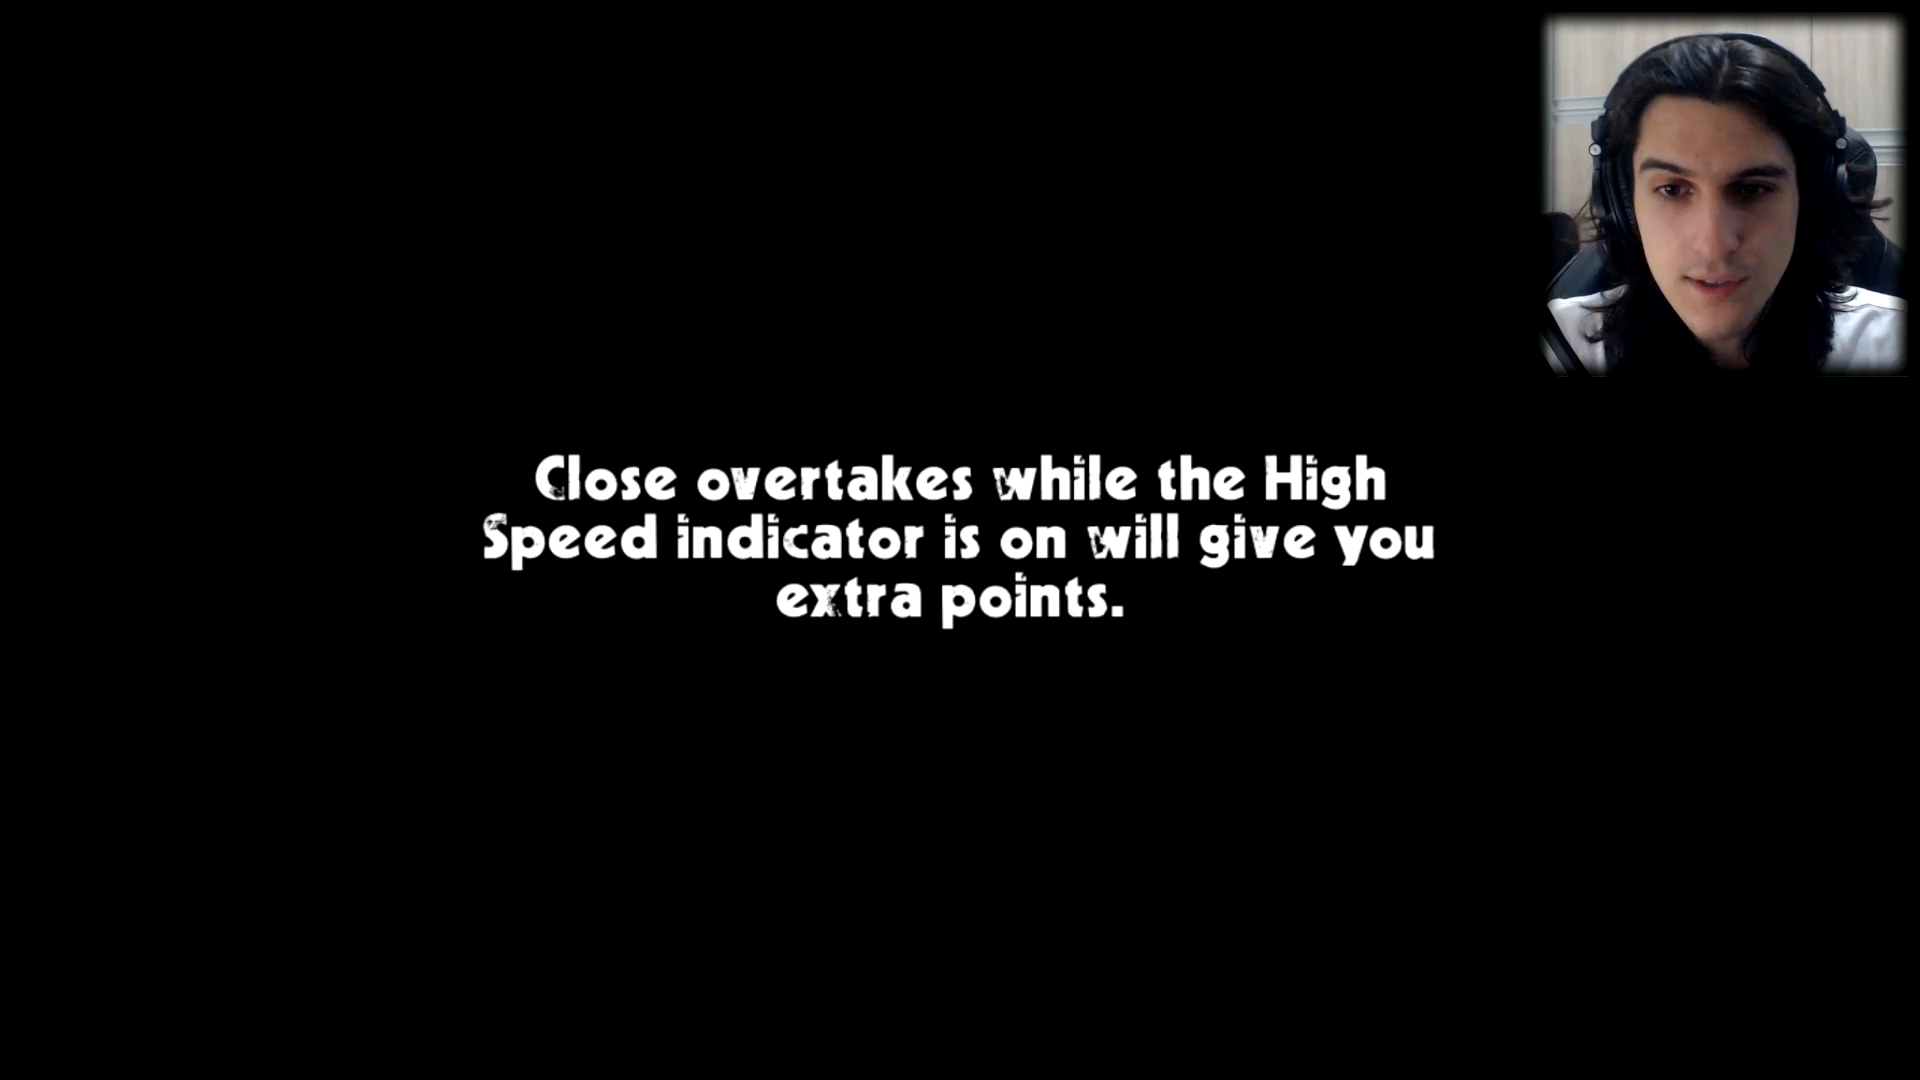 Close overtakes while the High
Speed indicator is on will give you
extra points.